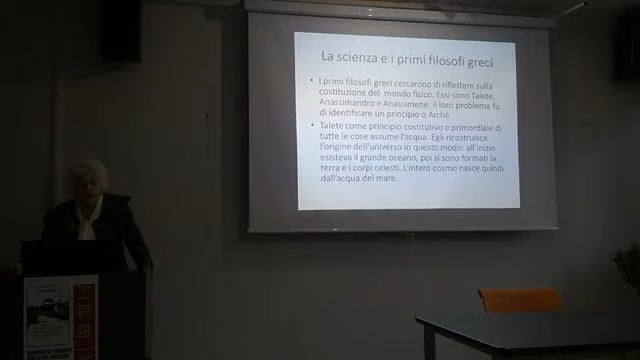 La scienza e i primi filosofi greci
• I primi filosofi greci cercarono di riflettere sulla
costituzione del mondo fisico. Essi sono Talete,
Anassimandro e Anassimene. Il loro problema fu
di identificare un principio o Archè.
• Talete come principio costitutivo e primordiale di
tutte le cose assume l'acqua. Egli ricostruisce
l'origine dell'universo in questo modo: all'inizio
esisteva il grande oceano, poi si sono formati la
terra e i corpi celesti. L'intero cosmo nasce quindi
dall'acqua del mare.